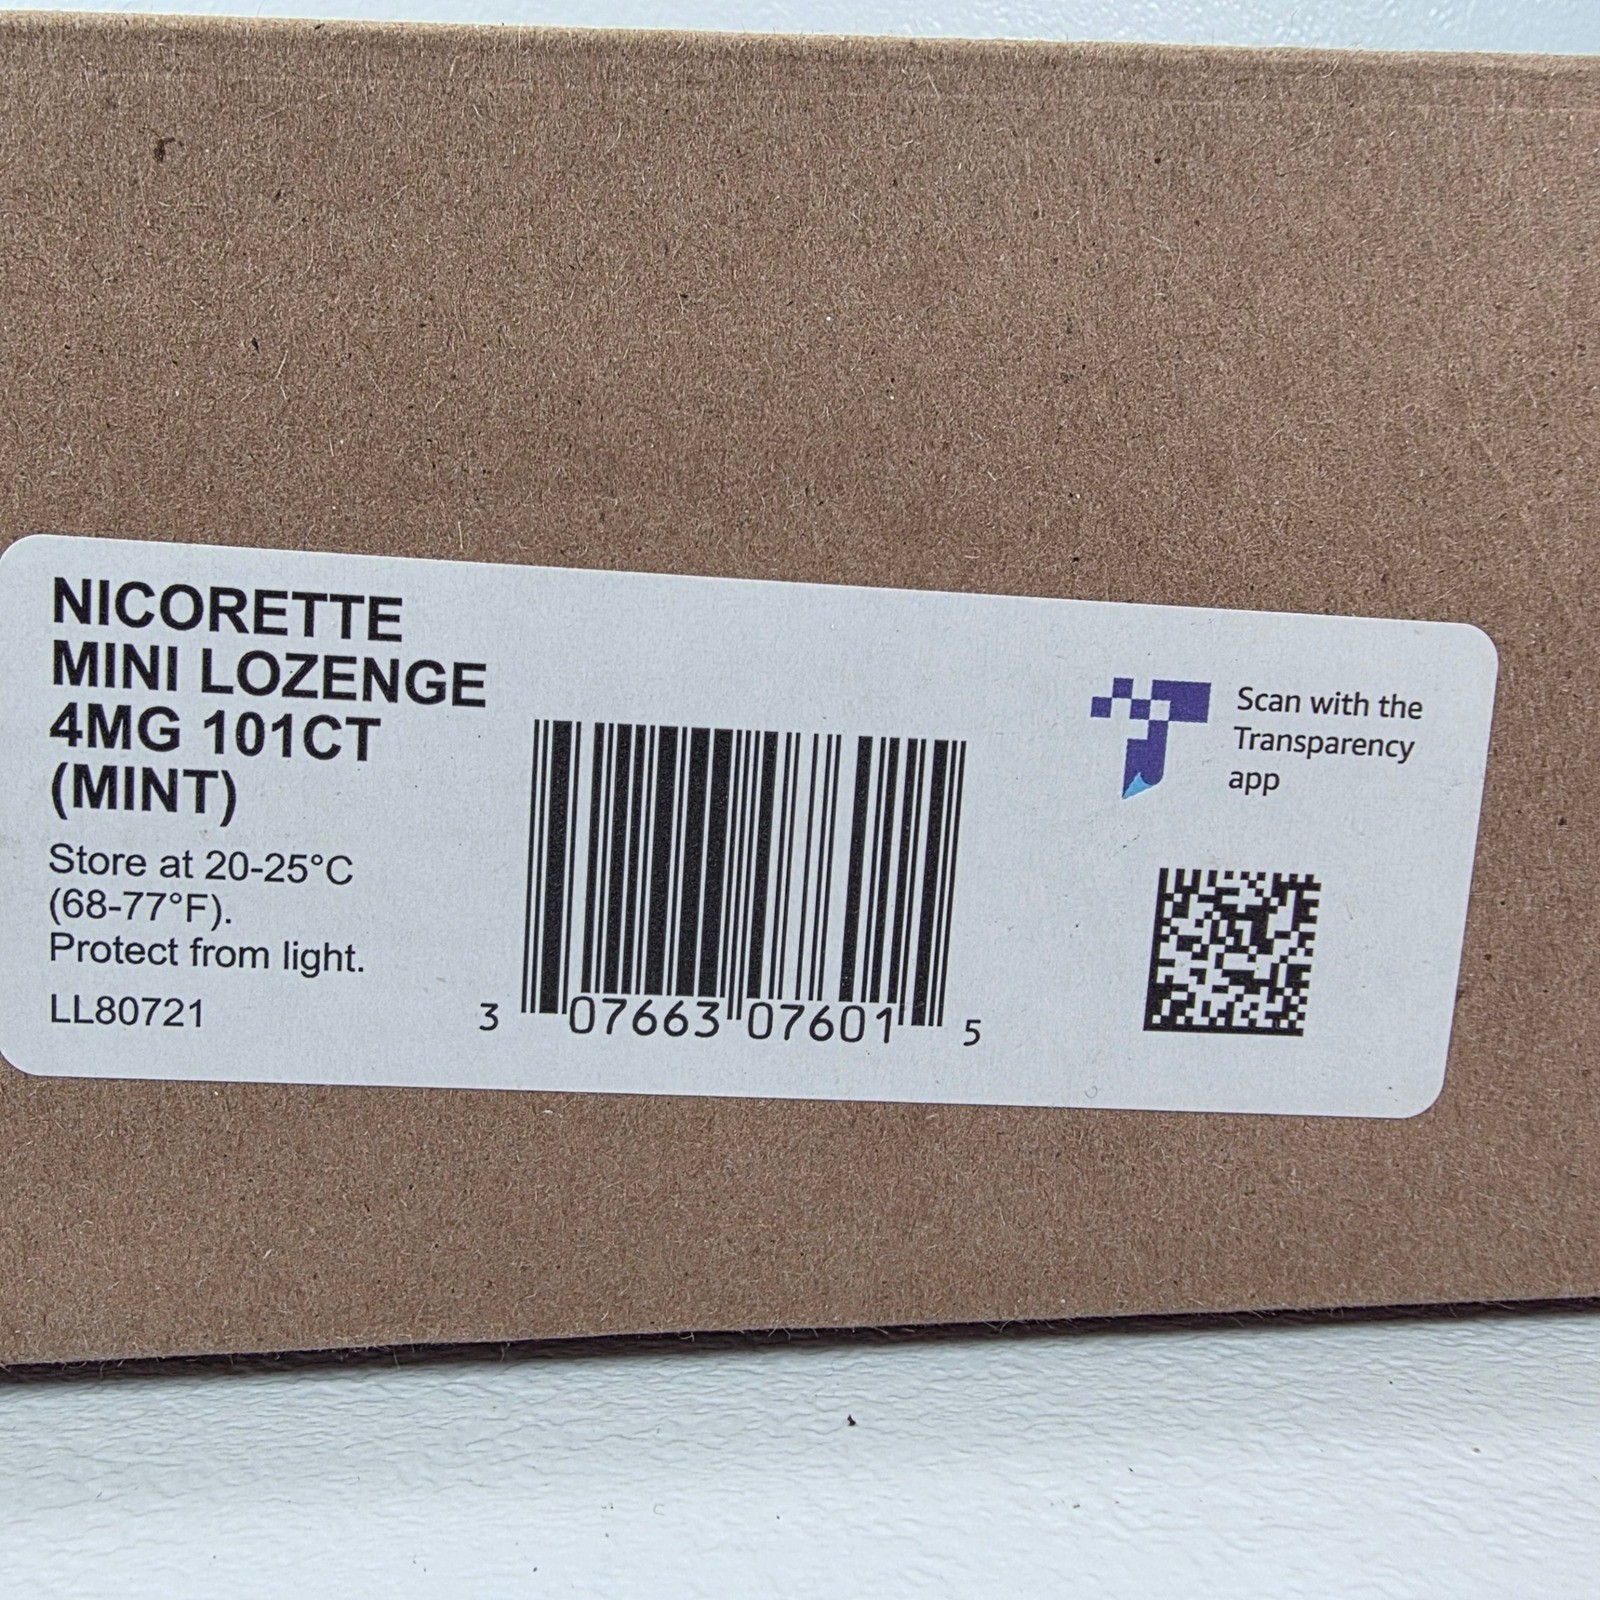 NICORETTE
MINI LOZENGE
4MG 101CT
(MINT)
Store at 20-25°C
(68-77°F).
Protect from light.
LL80721
3 07663 07601 5
Scan with the
Transparency
app